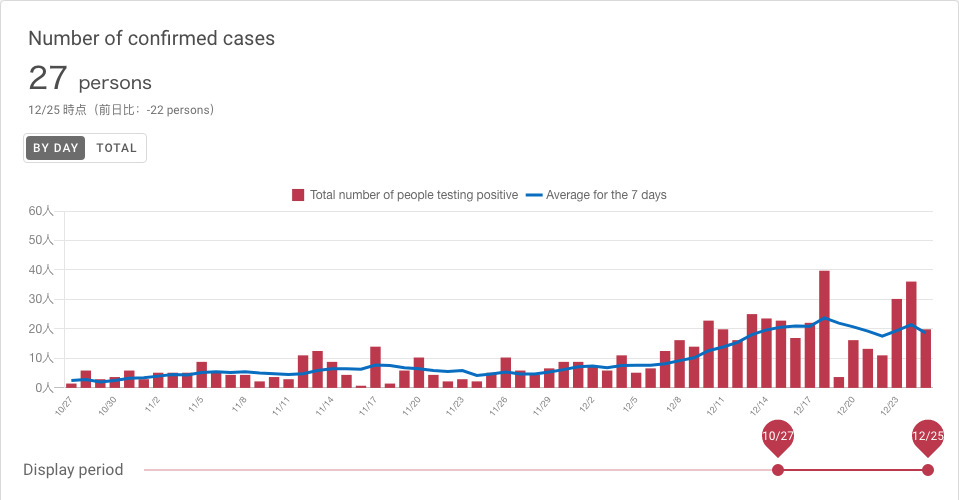 Number of confirmed cases
27 persons
12/25 時点（前日比：-22 persons）
BY DAY TOTAL
Total number of people testing positive Average for the 7 days
60人
50人
40人
30人
20人
10人
0人
10/27 10/30 11/2 11/5 11/8 11/11 11/14 11/17 11/20 11/23 11/26 11/29 12/2 12/5 12/8 12/11 12/14 12/17 12/20 12/23
10/27 12/25
Display period